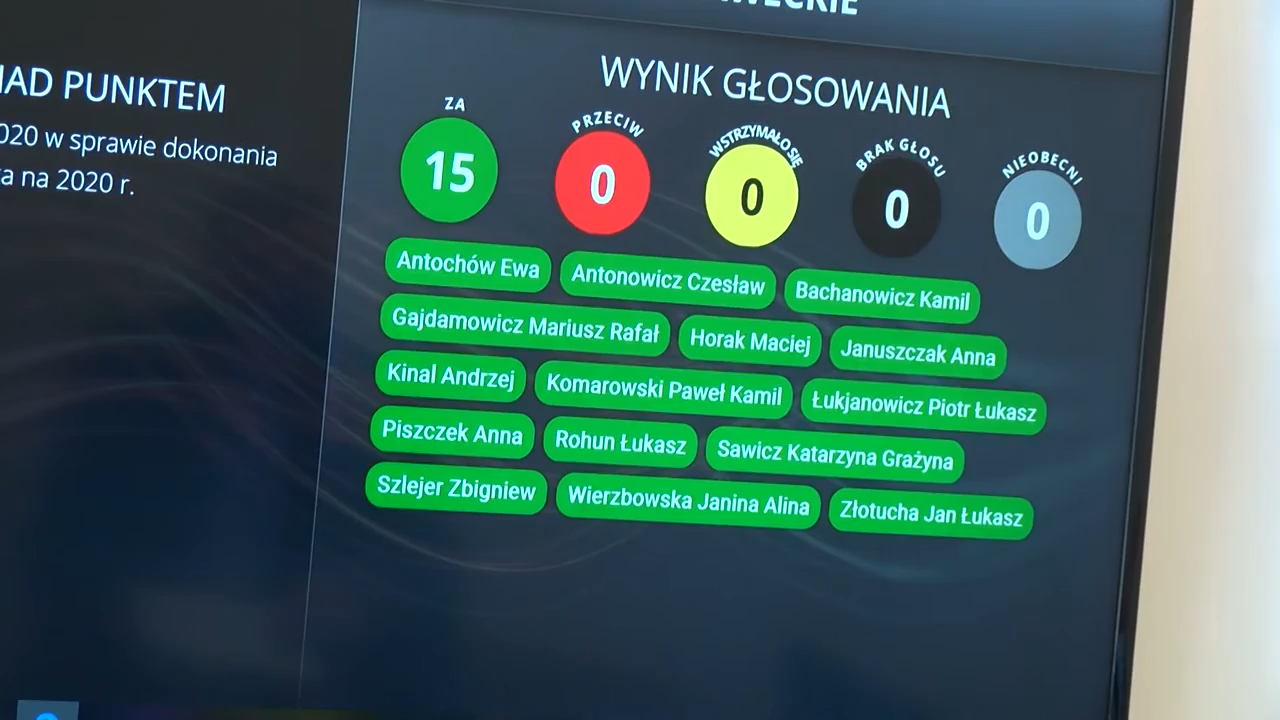 NAD PUNKTEM
020 w sprawie dokonania
a na 2020 r.
WYNIK GŁOSOWANIA
ZA PRZECIW WSTRZYMAŁO SIĘ BRAK GŁOSU NIEOBECNI
15 0 0 0 0
Antochów Ewa Antonowicz Czesław Bachanowicz Kamil
Gajdamowicz Mariusz Rafał Horak Maciej Januszczak Anna
Kinal Andrzej Komarowski Paweł Kamil Łukjanowicz Piotr Łukasz
Piszczek Anna Rohun Łukasz Sawicz Katarzyna Grażyna
Szlejer Zbigniew Wierzbowska Janina Alina Złotucha Jan Łukasz